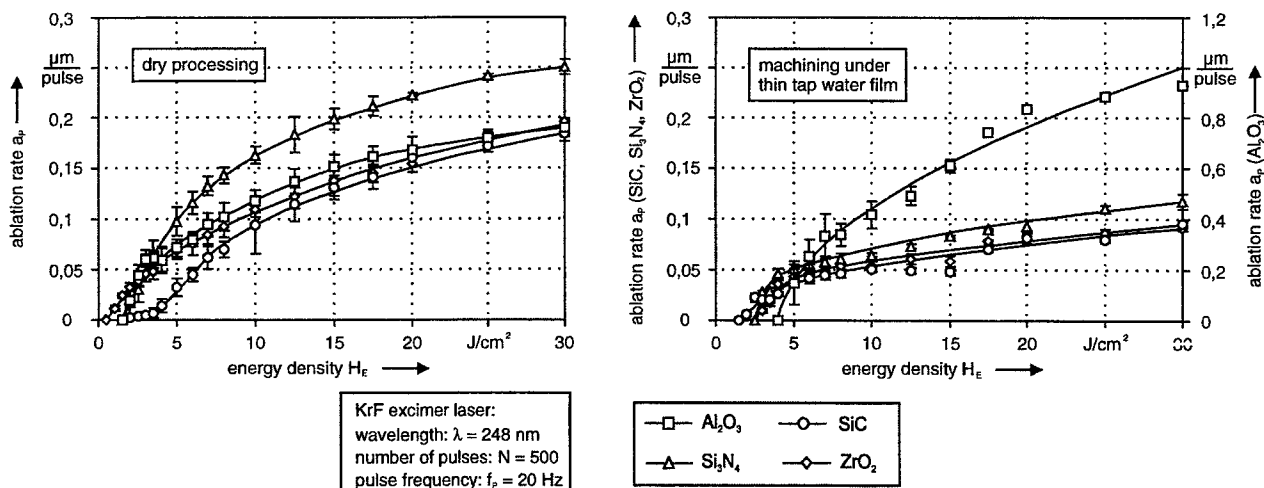 0,3
µm
pulse
0,2
0,15
0,1
0,05
0
ablation rate aₚ
dry processing
0 5 10 15 20 J/cm² 30
energy density H_E
0,3
µm
pulse
0,2
0,15
0,1
0,05
0
ablation rate aₚ (SiC, Si₃N₄, ZrO₂)
machining under
thin tap water film
1,2
µm
pulse
0,8
0,6
0,4
0,2
0
ablation rate aₚ (Al₂O₃)
0 5 10 15 20 J/cm²
energy density H_E
KrF excimer laser:
wavelength: λ = 248 nm
number of pulses: N = 500
pulse frequency: fₚ = 20 Hz
Al₂O₃ SiC
Si₃N₄ ZrO₂